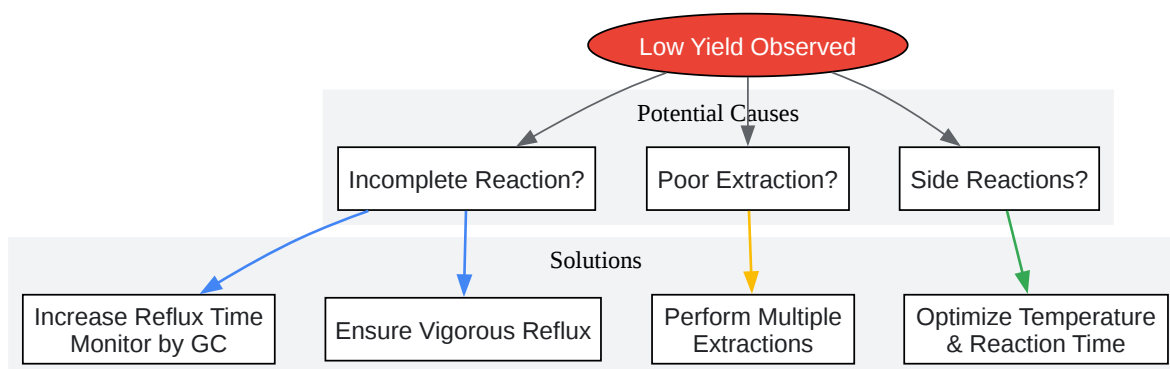 Low Yield Observed
Potential Causes
Incomplete Reaction?
Poor Extraction?
Side Reactions?
Solutions
Increase Reflux Time
Monitor by GC
Ensure Vigorous Reflux
Perform Multiple
Extractions
Optimize Temperature
& Reaction Time